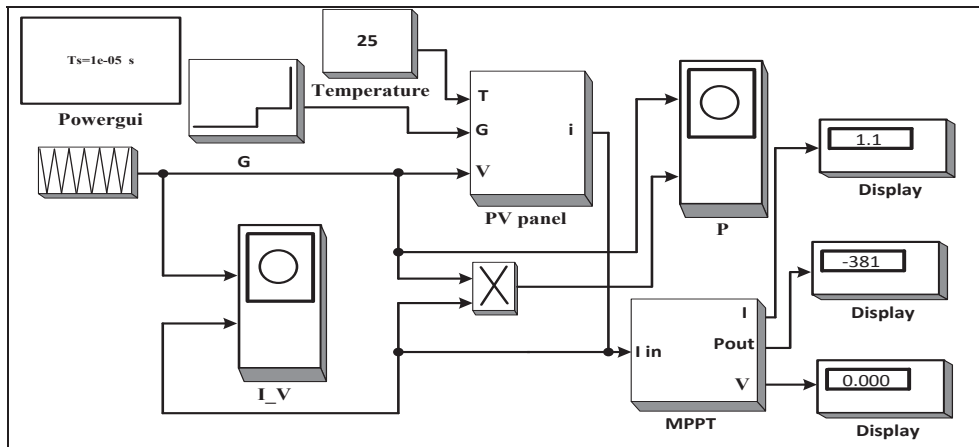 Ts=1e-05 s
Powergui
25
Temperature
G
T
G
V
i
PV panel
P
1.1
Display
I_V
-381
Display
I in
I
Pout
V
MPPT
0.000
Display